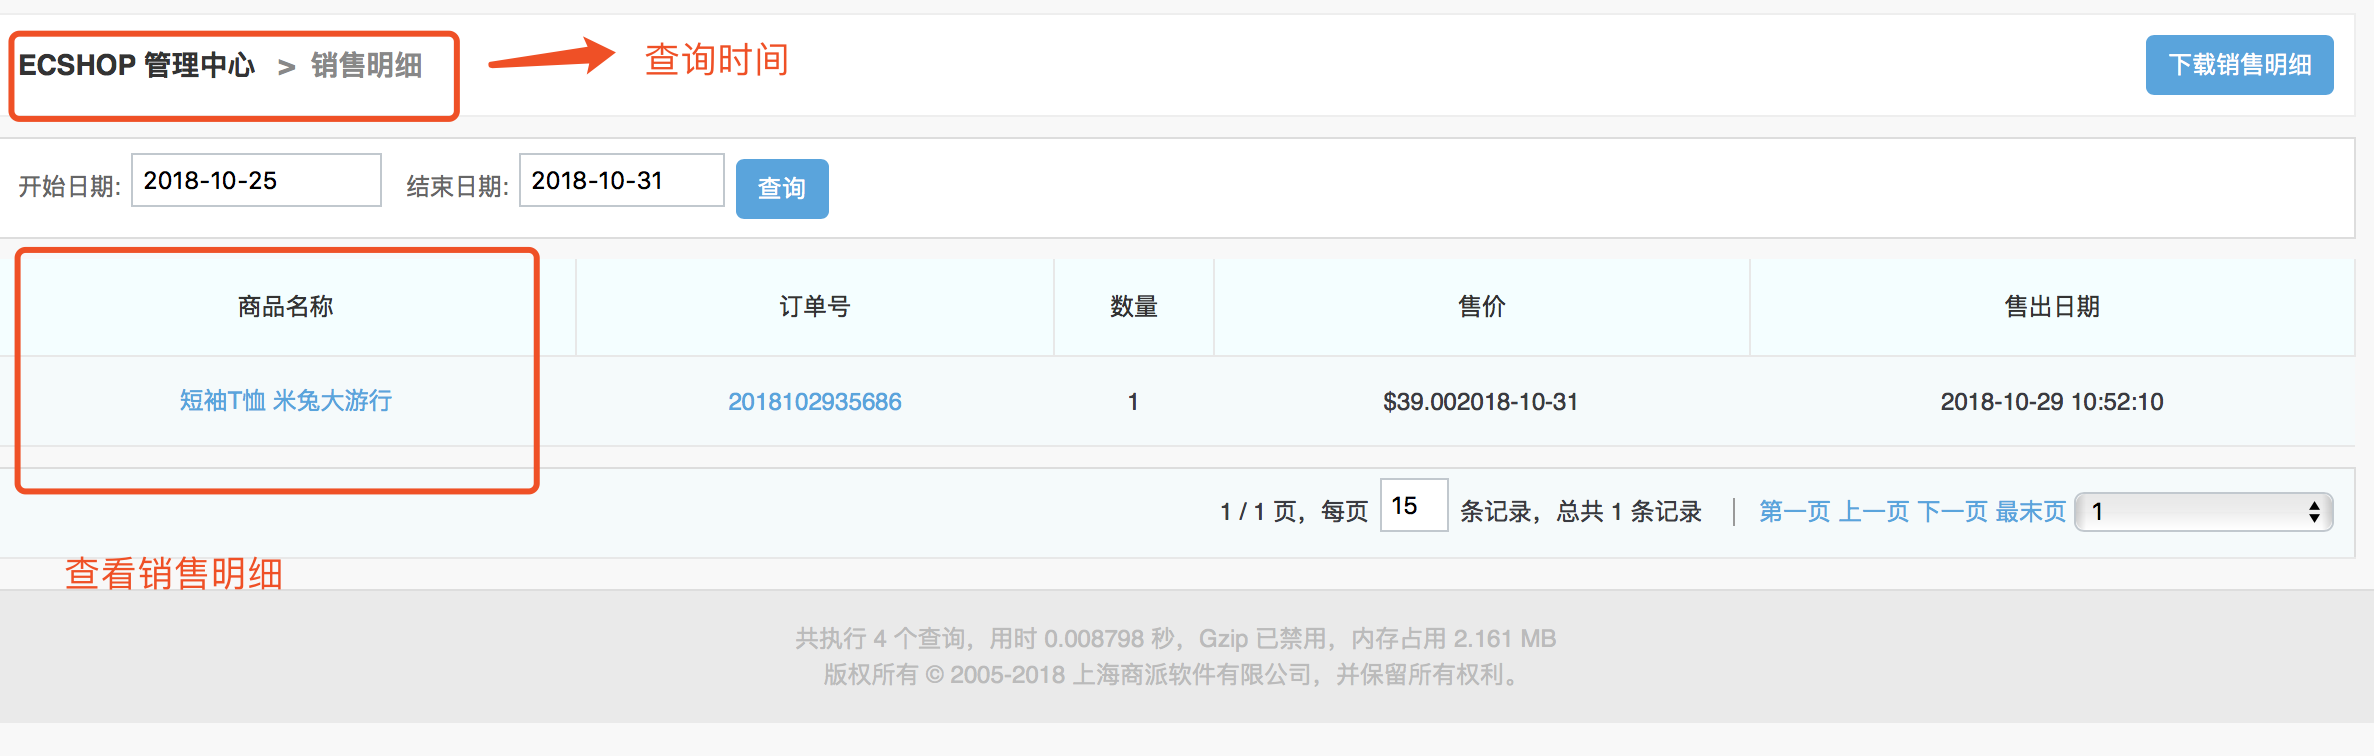 ECSHOP 管理中心 > 销售明细
查询时间
下载销售明细
开始日期: 2018-10-25 结束日期: 2018-10-31 查询
商品名称 订单号 数量 售价 售出日期
短袖T恤 米兔大游行 2018102935686 1 $39.002018-10-31 2018-10-29 10:52:10
1 / 1 页，每页 15 条记录，总共 1 条记录 | 第一页 上一页 下一页 最末页 1
查看销售明细
共执行 4 个查询，用时 0.008798 秒，Gzip 已禁用，内存占用 2.161 MB
版权所有 © 2005-2018 上海商派软件有限公司，并保留所有权利。